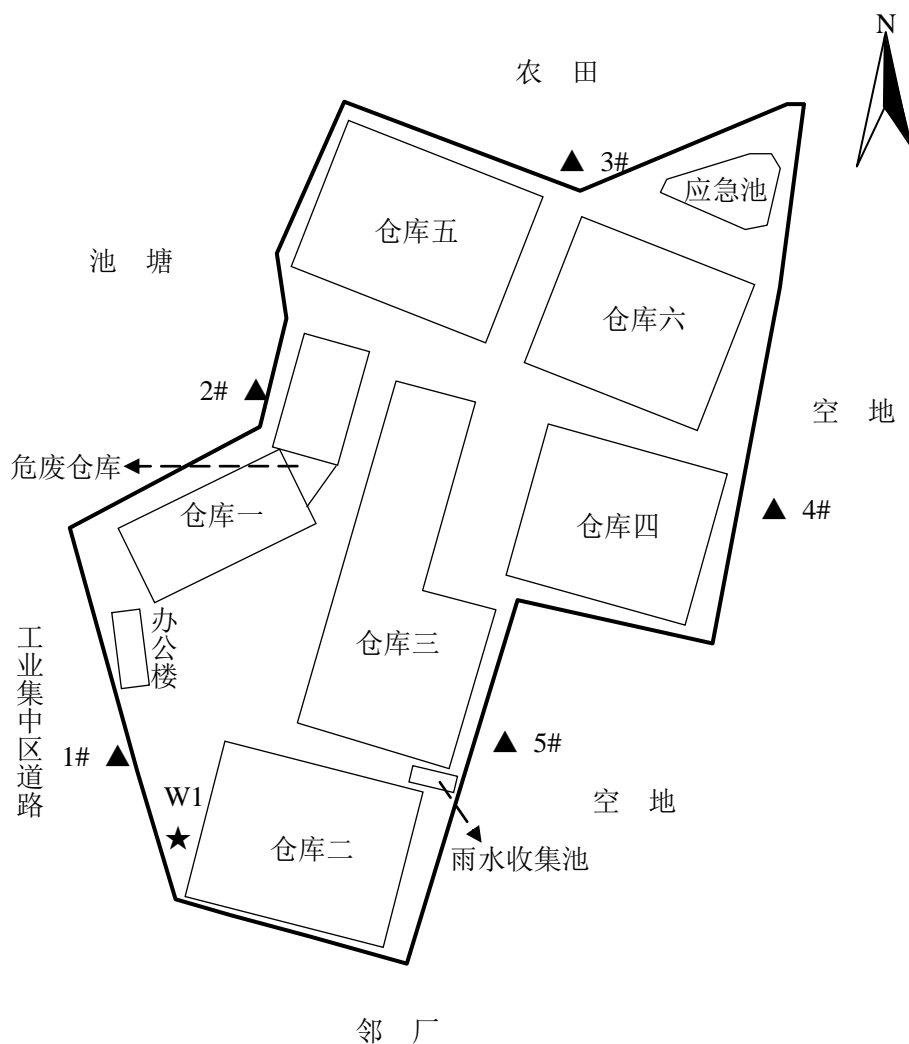 N
农 田
3#
应急池
仓库五
池 塘
仓库六
2#
空 地
危废仓库
仓库一
仓库四
4#
办公楼
工业集中区道路
仓库三
1#
5#
W1
空 地
仓库二
雨水收集池
邻 厂